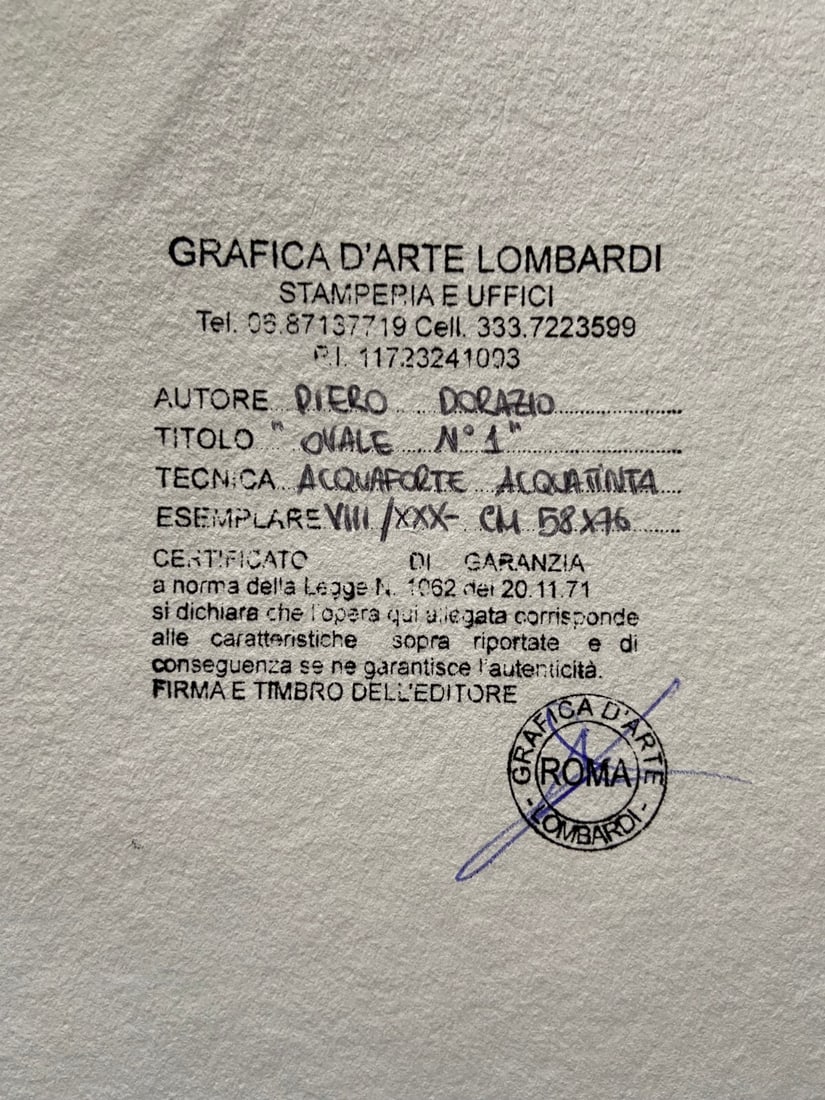 GRAFICA D'ARTE LOMBARDI
STAMPERIA E UFFICI
Tel. 06.87137719 Cell. 333.7223599
P.I. 11723241003
AUTORE PIERO DORAZIO
TITOLO " OVALE N° 1 "
TECNICA ACQUAFORTE ACQUATINTA
ESEMPLARE VIII /XXX- CM 58X76
CERTIFICATO DI GARANZIA
a norma della Legge N. 1062 del 20.11.71
si dichiara che l'opera qui allegata corrisponde
alle caratteristiche sopra riportate e di
conseguenza se ne garantisce l'autenticità.
FIRMA E TIMBRO DELL'EDITORE
GRAFICA D'ARTE
ROMA
- LOMBARDI -